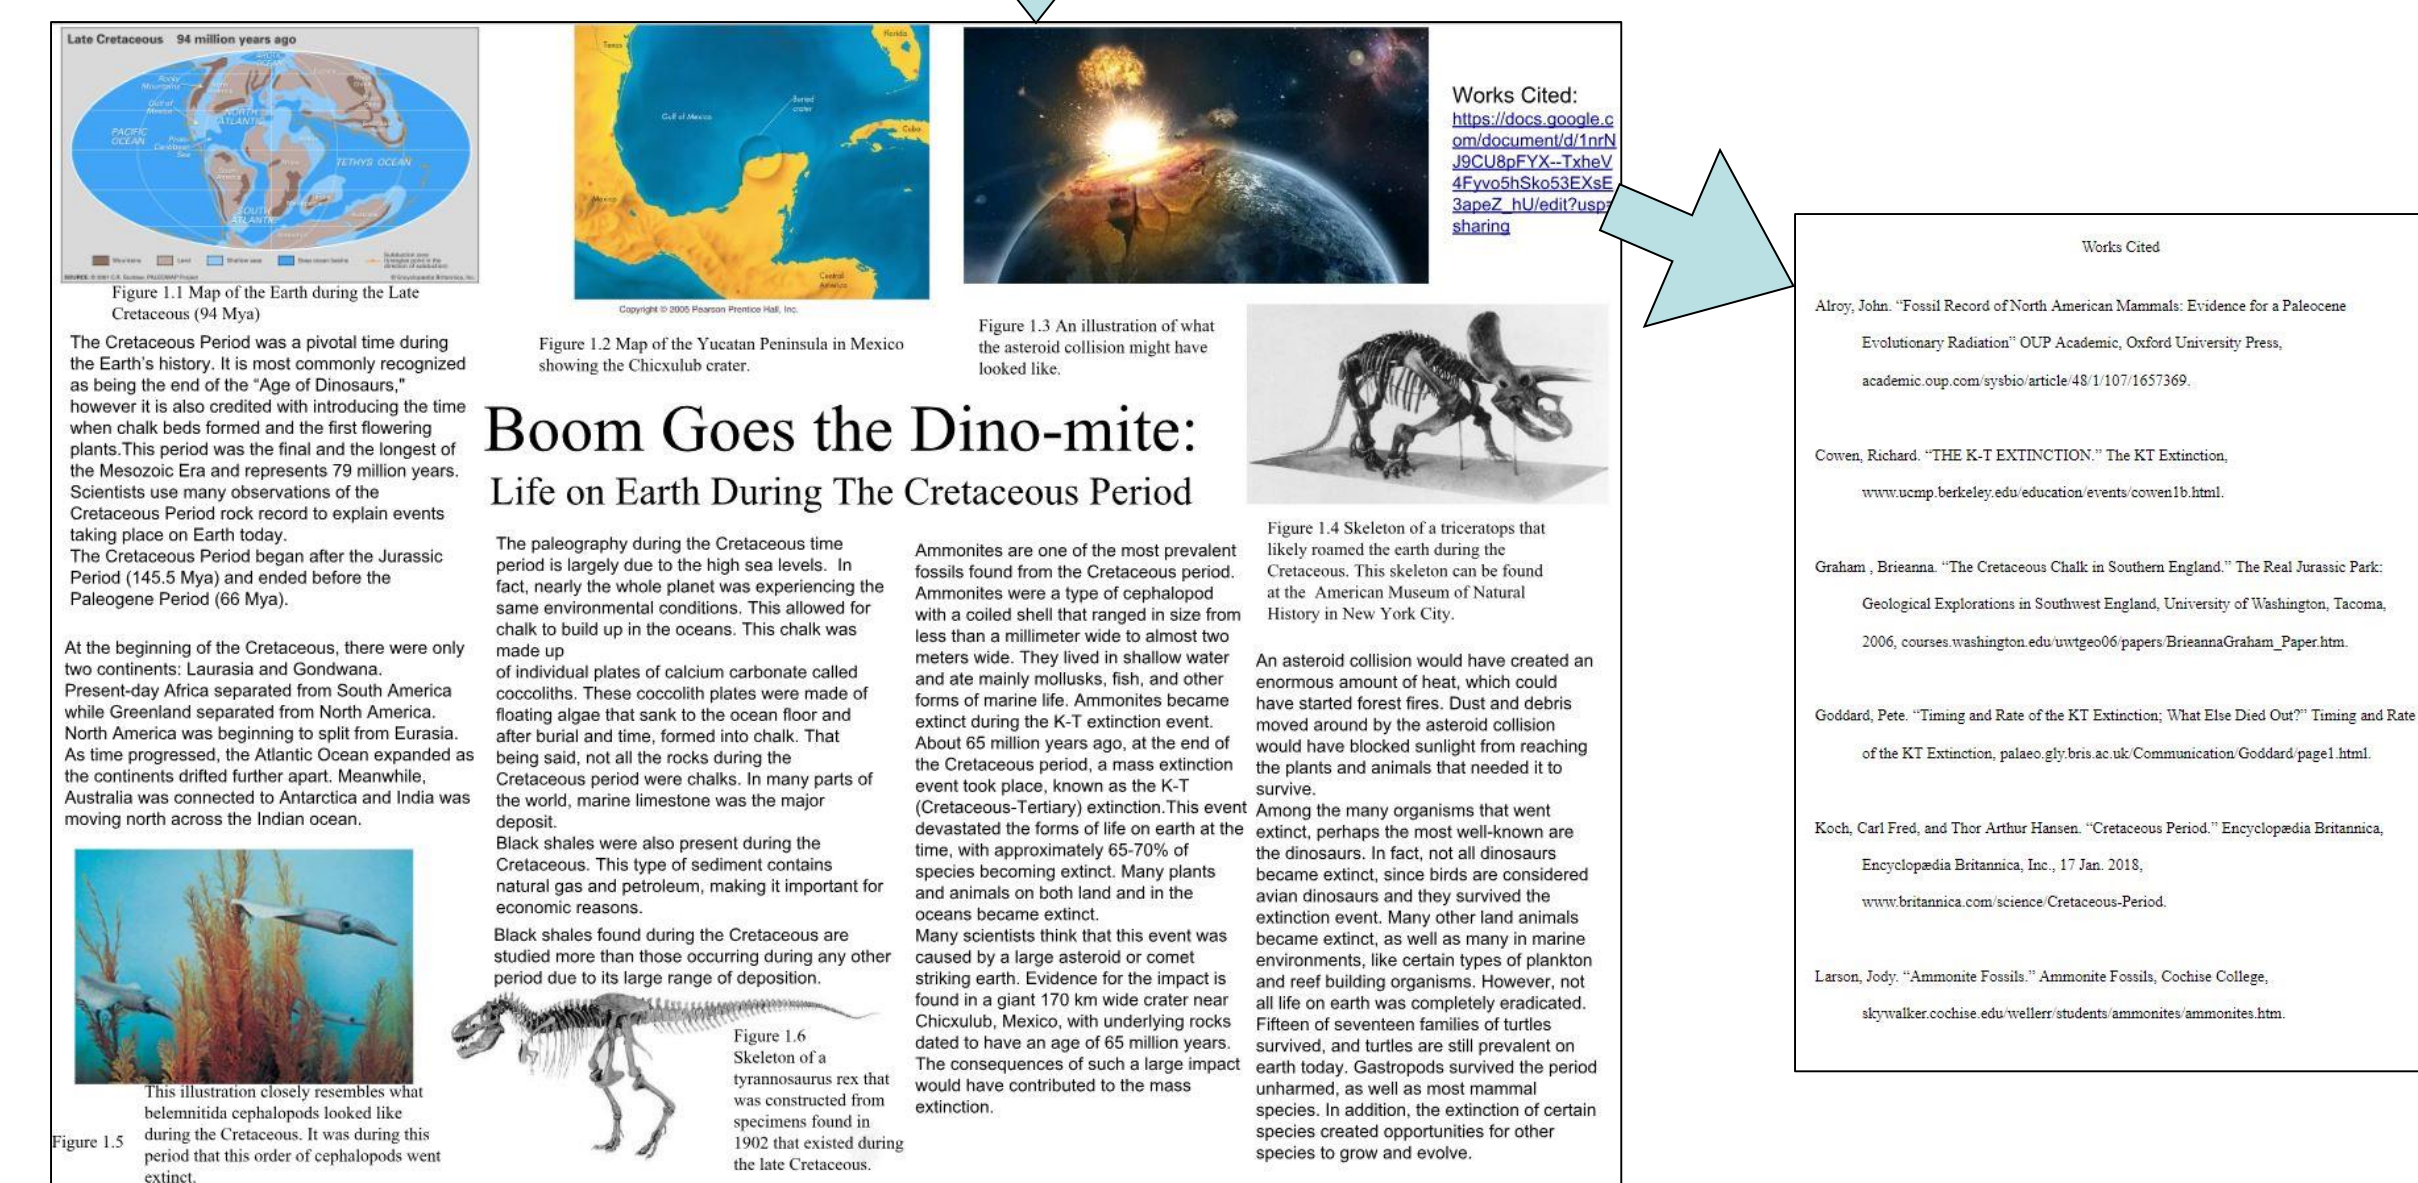 Late Cretaceous 94 million years ago
ARCTIC
OCEAN
Rocky
Mountains
Gulf of
Mexico
NORTH
ATLANTIC
PACIFIC
OCEAN
Proto-
Caribbean
Sea
TETHYS OCEAN
Africa
South
America
SOUTH
ATLANTIC
Mountains
Land
Shallow seas
Deep ocean basins
Figure 1.1 Map of the Earth during the Late
Cretaceous (94 Mya)
Texas
Florida
Gulf of Mexico
Buried
crater
Cuba
Mexico
Central
America
Copyright © 2005 Pearson Prentice Hall, Inc.
Figure 1.2 Map of the Yucatan Peninsula in Mexico
showing the Chicxulub crater.
Figure 1.3 An illustration of what
the asteroid collision might have
looked like.
Works Cited:
https://docs.google.c
om/document/d/1nrN
J9CU8pFYX--TxheV
4Fyvo5hSko53EXsE
3apeZ_hU/edit?usp=
sharing
Boom Goes the Dino-mite:
Life on Earth During The Cretaceous Period
The Cretaceous Period was a pivotal time during
the Earth's history. It is most commonly recognized
as being the end of the "Age of Dinosaurs,"
however it is also credited with introducing the time
when chalk beds formed and the first flowering
plants.This period was the final and the longest of
the Mesozoic Era and represents 79 million years.
Scientists use many observations of the
Cretaceous Period rock record to explain events
taking place on Earth today.
The Cretaceous Period began after the Jurassic
Period (145.5 Mya) and ended before the
Paleogene Period (66 Mya).
At the beginning of the Cretaceous, there were only
two continents: Laurasia and Gondwana.
Present-day Africa separated from South America
while Greenland separated from North America.
North America was beginning to split from Eurasia.
As time progressed, the Atlantic Ocean expanded as
the continents drifted further apart. Meanwhile,
Australia was connected to Antarctica and India was
moving north across the Indian ocean.
Figure 1.5
This illustration closely resembles what
belemnitida cephalopods looked like
during the Cretaceous. It was during this
period that this order of cephalopods went
extinct.
The paleography during the Cretaceous time
period is largely due to the high sea levels. In
fact, nearly the whole planet was experiencing the
same environmental conditions. This allowed for
chalk to build up in the oceans. This chalk was
made up
of individual plates of calcium carbonate called
coccoliths. These coccolith plates were made of
floating algae that sank to the ocean floor and
after burial and time, formed into chalk. That
being said, not all the rocks during the
Cretaceous period were chalks. In many parts of
the world, marine limestone was the major
deposit.
Black shales were also present during the
Cretaceous. This type of sediment contains
natural gas and petroleum, making it important for
economic reasons.
Black shales found during the Cretaceous are
studied more than those occurring during any other
period due to its large range of deposition.
Figure 1.6
Skeleton of a
tyrannosaurus rex that
was constructed from
specimens found in
1902 that existed during
the late Cretaceous.
Ammonites are one of the most prevalent
fossils found from the Cretaceous period.
Ammonites were a type of cephalopod
with a coiled shell that ranged in size from
less than a millimeter wide to almost two
meters wide. They lived in shallow water
and ate mainly mollusks, fish, and other
forms of marine life. Ammonites became
extinct during the K-T extinction event.
About 65 million years ago, at the end of
the Cretaceous period, a mass extinction
event took place, known as the K-T
(Cretaceous-Tertiary) extinction.This event
devastated the forms of life on earth at the
time, with approximately 65-70% of
species becoming extinct. Many plants
and animals on both land and in the
oceans became extinct.
Many scientists think that this event was
caused by a large asteroid or comet
striking earth. Evidence for the impact is
found in a giant 170 km wide crater near
Chicxulub, Mexico, with underlying rocks
dated to have an age of 65 million years.
The consequences of such a large impact
would have contributed to the mass
extinction.
Figure 1.4 Skeleton of a triceratops that
likely roamed the earth during the
Cretaceous. This skeleton can be found
at the American Museum of Natural
History in New York City.
An asteroid collision would have created an
enormous amount of heat, which could
have started forest fires. Dust and debris
moved around by the asteroid collision
would have blocked sunlight from reaching
the plants and animals that needed it to
survive.
Among the many organisms that went
extinct, perhaps the most well-known are
the dinosaurs. In fact, not all dinosaurs
became extinct, since birds are considered
avian dinosaurs and they survived the
extinction event. Many other land animals
became extinct, as well as many in marine
environments, like certain types of plankton
and reef building organisms. However, not
all life on earth was completely eradicated.
Fifteen of seventeen families of turtles
survived, and turtles are still prevalent on
earth today. Gastropods survived the period
unharmed, as well as most mammal
species. In addition, the extinction of certain
species created opportunities for other
species to grow and evolve.
Works Cited
Alroy, John. “Fossil Record of North American Mammals: Evidence for a Paleocene
Evolutionary Radiation” OUP Academic, Oxford University Press,
academic.oup.com/sysbio/article/48/1/107/1657369.
Cowen, Richard. “THE K-T EXTINCTION.” The KT Extinction,
www.ucmp.berkeley.edu/education/events/cowen1b.html.
Graham , Brieanna. “The Cretaceous Chalk in Southern England.” The Real Jurassic Park:
Geological Explorations in Southwest England, University of Washington, Tacoma,
2006, courses.washington.edu/uwtgeo06/papers/BrieannaGraham_Paper.htm.
Goddard, Pete. “Timing and Rate of the KT Extinction; What Else Died Out?” Timing and Rate
of the KT Extinction, palaeo.gly.bris.ac.uk/Communication/Goddard/page1.html.
Koch, Carl Fred, and Thor Arthur Hansen. “Cretaceous Period.” Encyclopædia Britannica,
Encyclopædia Britannica, Inc., 17 Jan. 2018,
www.britannica.com/science/Cretaceous-Period.
Larson, Jody. “Ammonite Fossils.” Ammonite Fossils, Cochise College,
skywalker.cochise.edu/wellerr/students/ammonites/ammonites.htm.